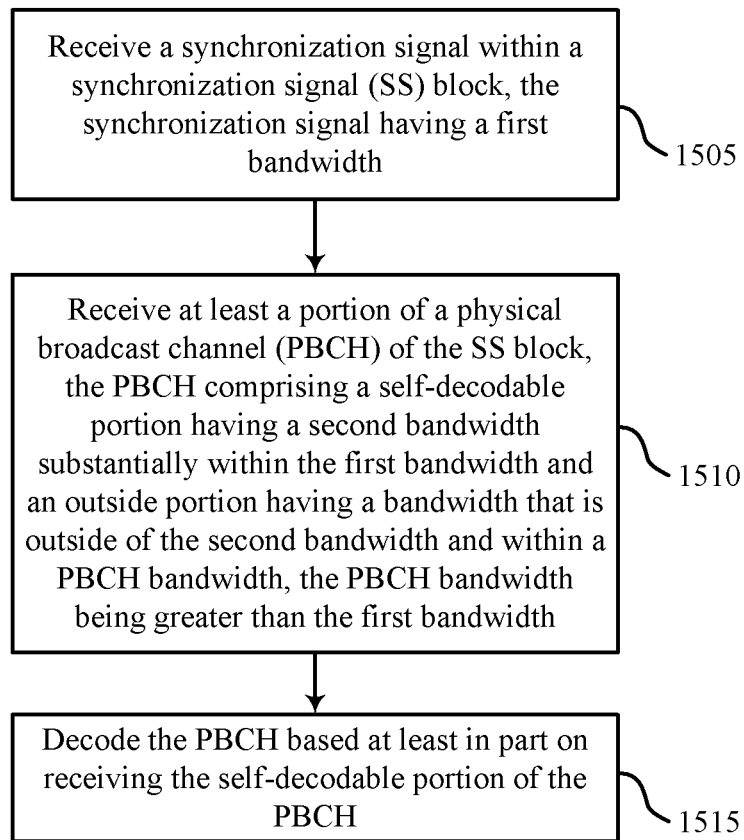 Receive a synchronization signal within a
synchronization signal (SS) block, the
synchronization signal having a first
bandwidth
1505
Receive at least a portion of a physical
broadcast channel (PBCH) of the SS block,
the PBCH comprising a self-decodable
portion having a second bandwidth
substantially within the first bandwidth and
an outside portion having a bandwidth that is
outside of the second bandwidth and within a
PBCH bandwidth, the PBCH bandwidth
being greater than the first bandwidth
1510
Decode the PBCH based at least in part on
receiving the self-decodable portion of the
PBCH
1515